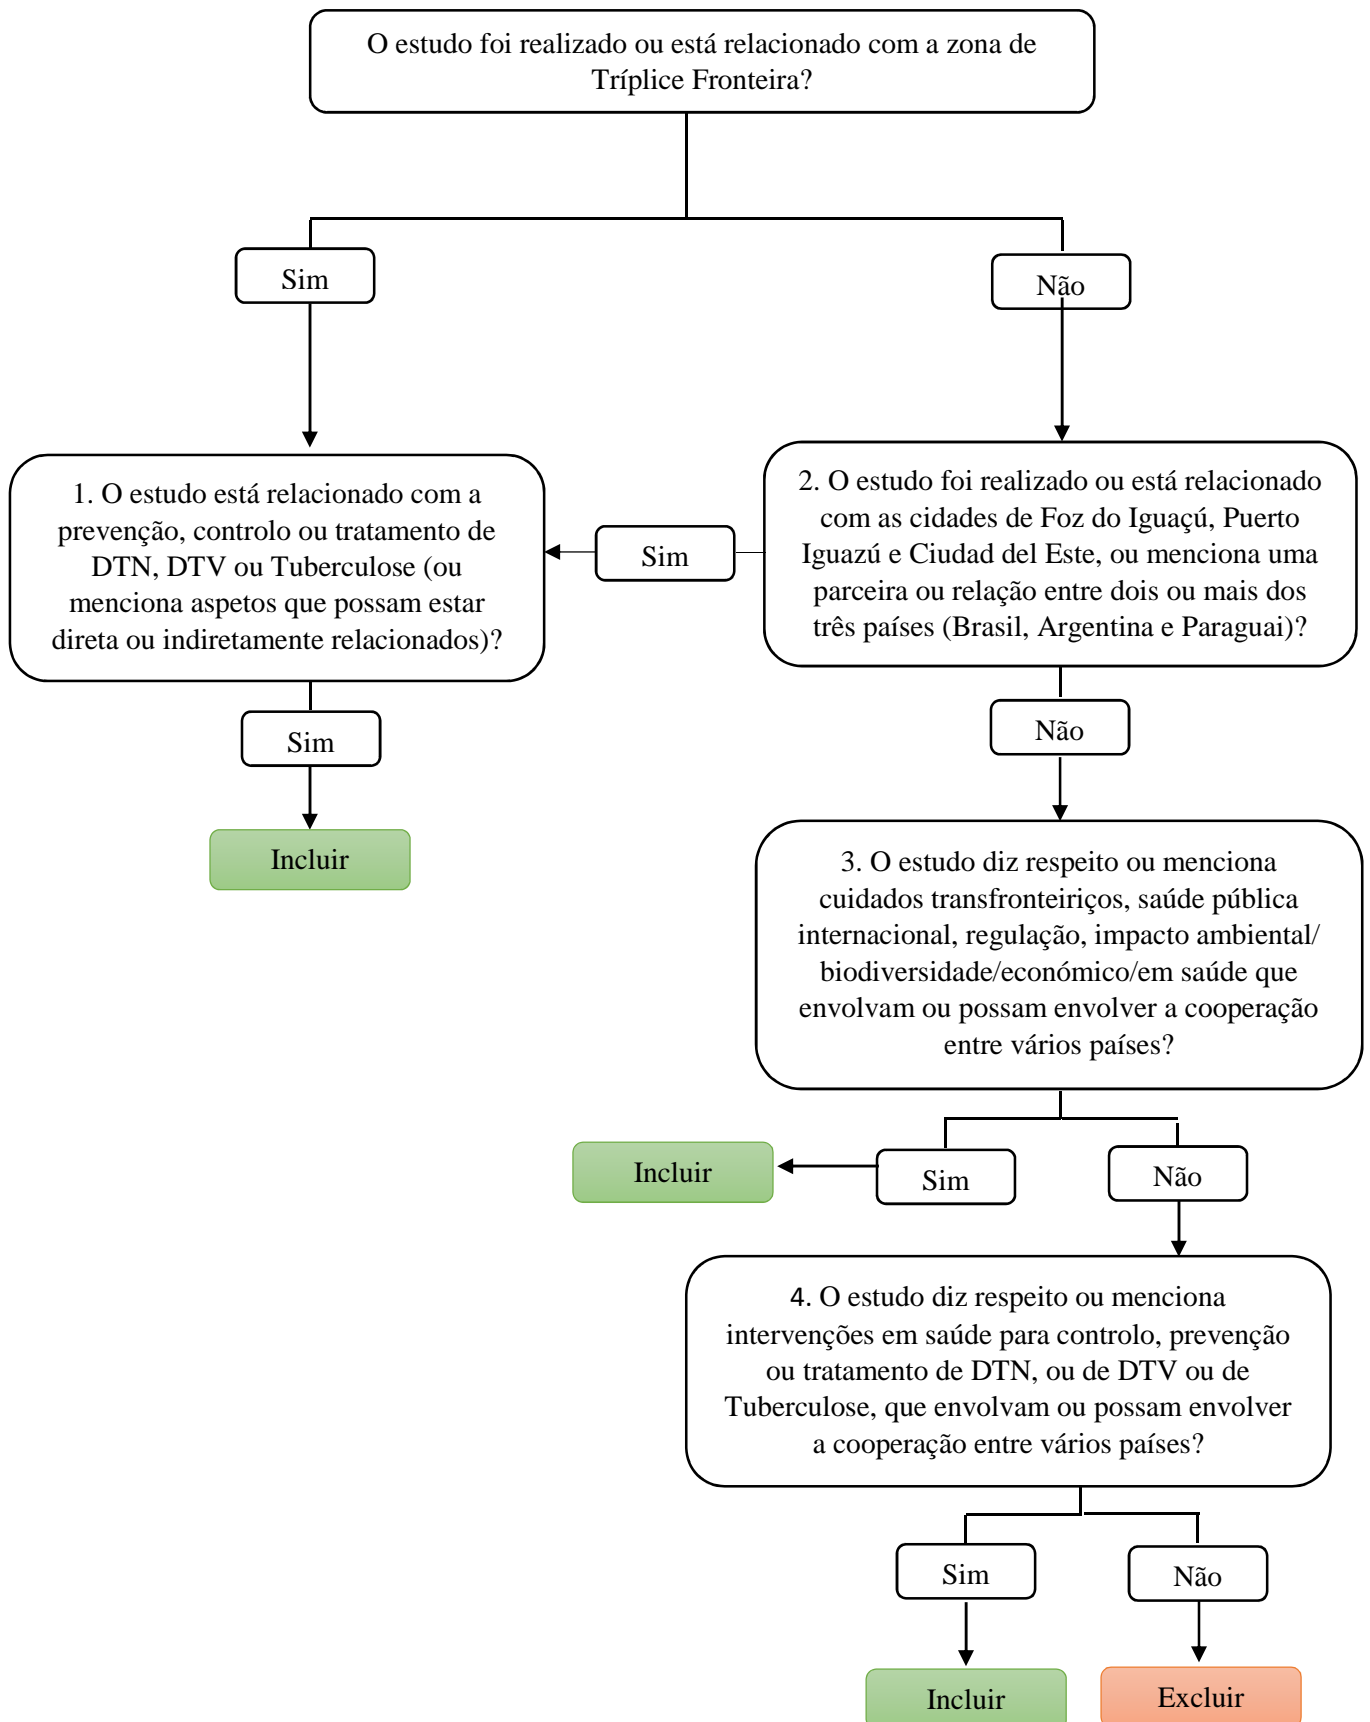 O estudo foi realizado ou está relacionado com a zona de
Tríplice Fronteira?
Sim
Não
1. O estudo está relacionado com a
prevenção, controlo ou tratamento de
DTN, DTV ou Tuberculose (ou
menciona aspetos que possam estar
direta ou indiretamente relacionados)?
Sim
2. O estudo foi realizado ou está relacionado
com as cidades de Foz do Iguaçú, Puerto
Iguazú e Ciudad del Este, ou menciona uma
parceira ou relação entre dois ou mais dos
três países (Brasil, Argentina e Paraguai)?
Sim
Não
Incluir
3. O estudo diz respeito ou menciona
cuidados transfronteiriços, saúde pública
internacional, regulação, impacto ambiental/
biodiversidade/económico/em saúde que
envolvam ou possam envolver a cooperação
entre vários países?
Incluir
Sim
Não
4. O estudo diz respeito ou menciona
intervenções em saúde para controlo, prevenção
ou tratamento de DTN, ou de DTV ou de
Tuberculose, que envolvam ou possam envolver
a cooperação entre vários países?
Sim
Não
Incluir
Excluir